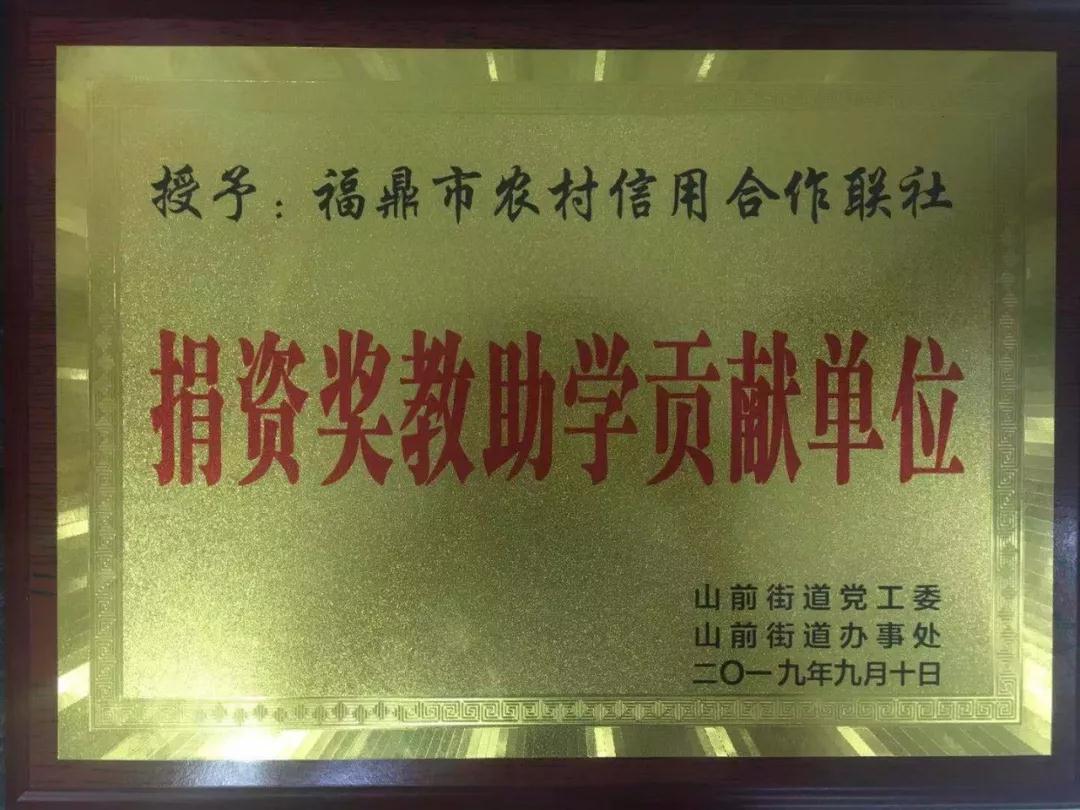 授予：福鼎市农村信用合作联社
捐资奖教助学贡献单位
山前街道党工委
山前街道办事处
二〇一九年九月十日